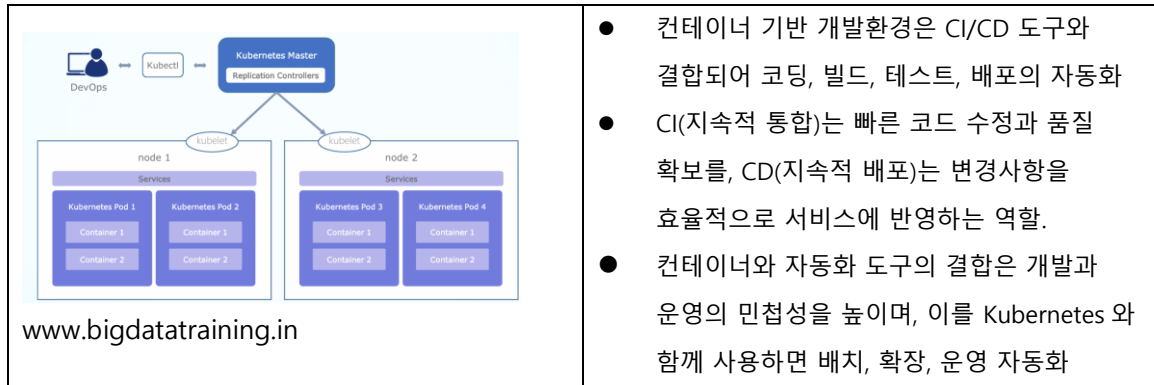 DevOps
Kubectl
Kubernetes Master
Replication Controllers
kubelet
kubelet
node 1
node 2
Services
Services
Kubernetes Pod 1
Kubernetes Pod 2
Kubernetes Pod 3
Kubernetes Pod 4
Container 1
Container 1
Container 1
Container 1
Container 2
Container 2
Container 2
Container 2
www.bigdatatraining.in
● 컨테이너 기반 개발환경은 CI/CD 도구와
결합되어 코딩, 빌드, 테스트, 배포의 자동화
● CI(지속적 통합)는 빠른 코드 수정과 품질
확보를, CD(지속적 배포)는 변경사항을
효율적으로 서비스에 반영하는 역할.
● 컨테이너와 자동화 도구의 결합은 개발과
운영의 민첩성을 높이며, 이를 Kubernetes 와
함께 사용하면 배치, 확장, 운영 자동화